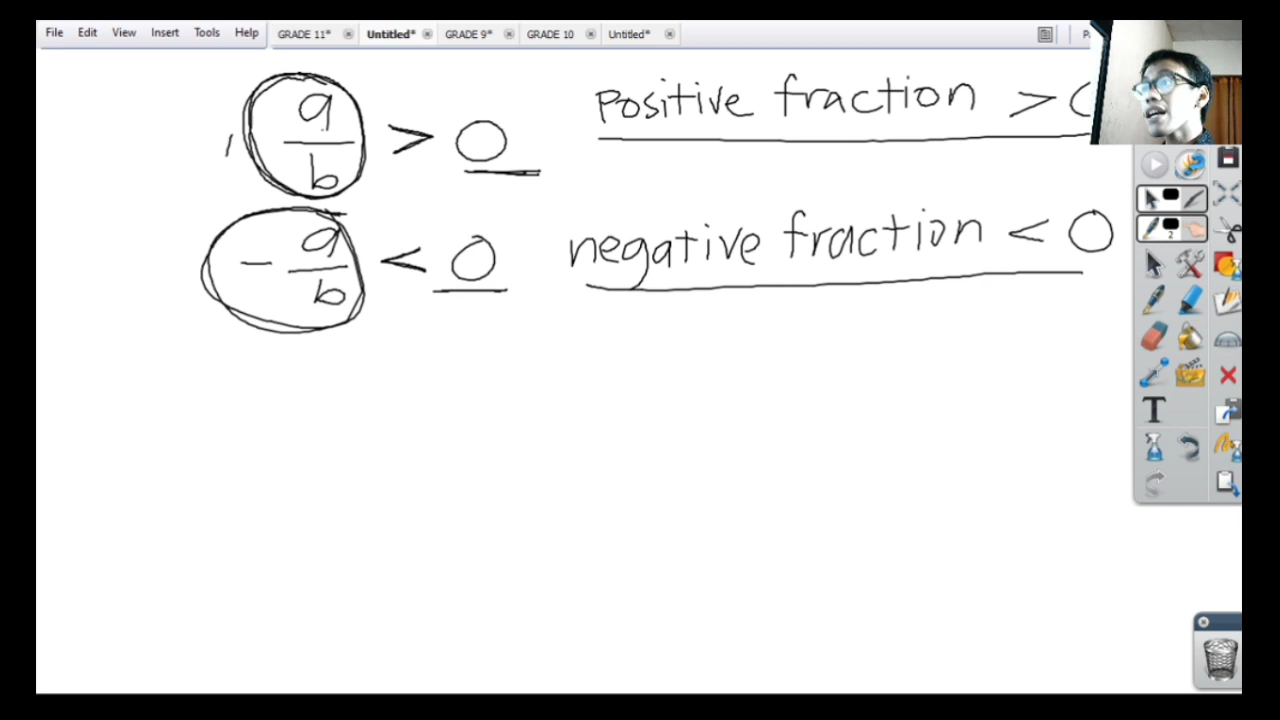 File Edit View Insert Tools Help GRADE 11* Untitled* GRADE 9* GRADE 10 Untitled*
a/b > 0 Positive fraction >
- a/b < 0 negative fraction < 0
2
T